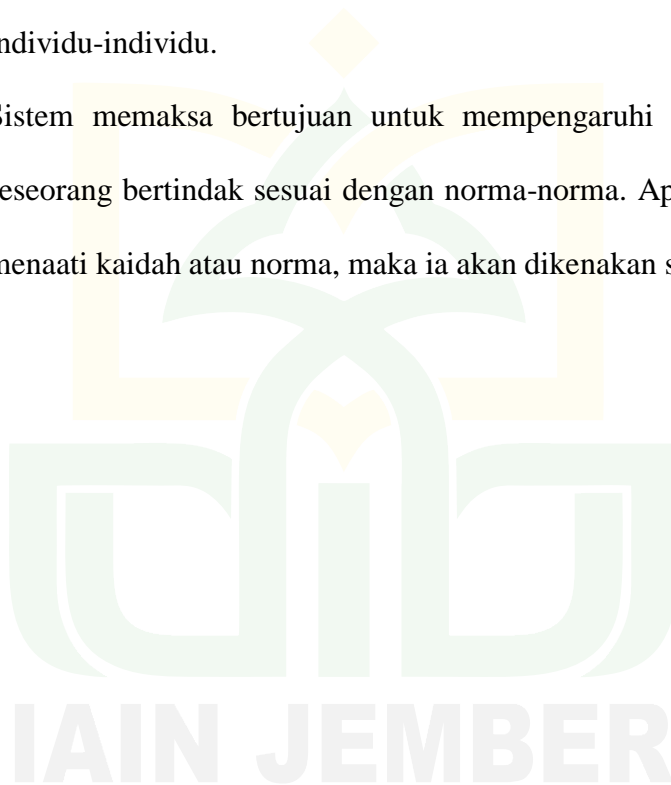 ndividu-individu.
Sistem memaksa bertujuan untuk mempengaruhi
seseorang bertindak sesuai dengan norma-norma. Ap
menaati kaidah atau norma, maka ia akan dikenakan s
IAIN JEMBER